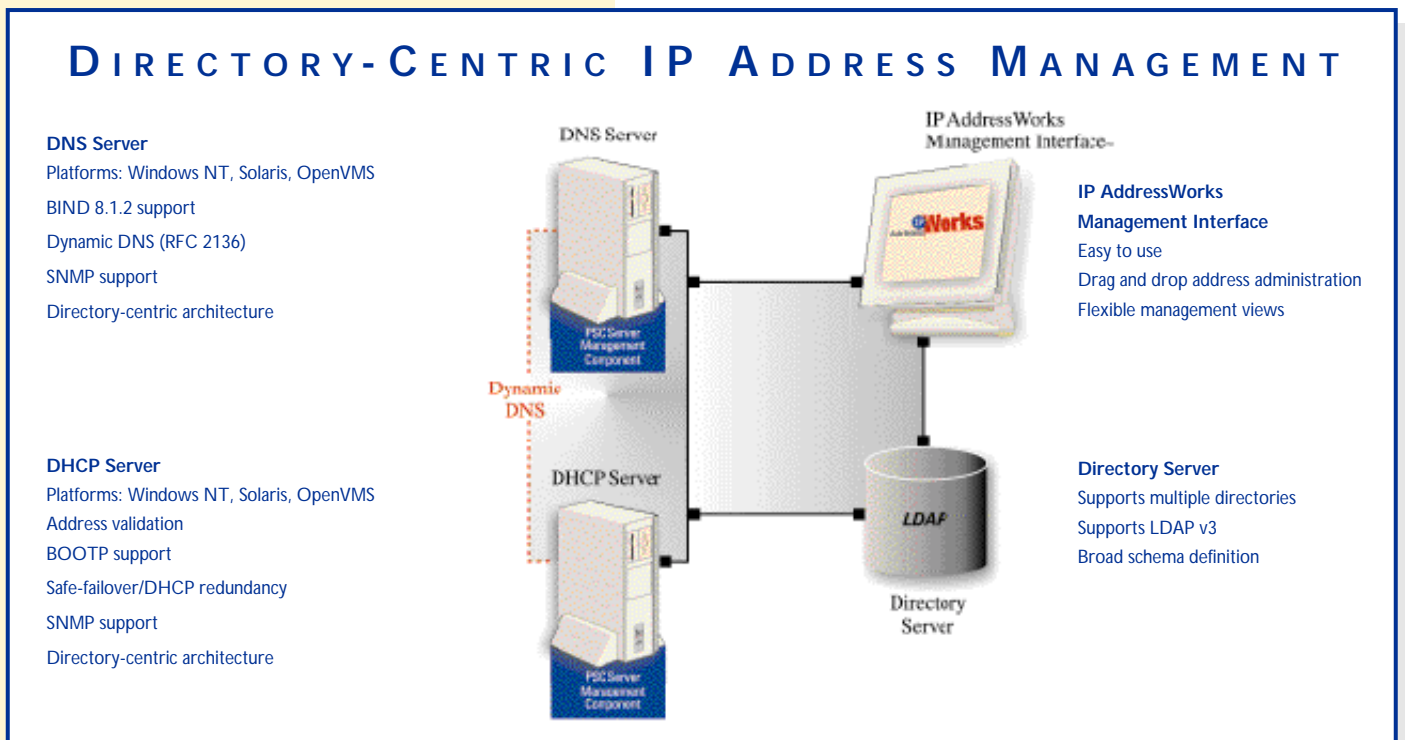 DIRECTORY-CENTRIC IP ADDRESS MANAGEMENT
DNS Server
Platforms: Windows NT, Solaris, OpenVMS
BIND 8.1.2 support
Dynamic DNS (RFC 2136)
SNMP support
Directory-centric architecture
DHCP Server
Platforms: Windows NT, Solaris, OpenVMS
Address validation
BOOTP support
Safe-failover/DHCP redundancy
SNMP support
Directory-centric architecture
DNS Server
PSC Server
Management
Component
Dynamic
DNS
DHCP Server
PSC Server
Management
Component
IP AddressWorks
Management Interface
IP
Works
LDAP
Directory
Server
IP AddressWorks
Management Interface
Easy to use
Drag and drop address administration
Flexible management views
Directory Server
Supports multiple directories
Supports LDAP v3
Broad schema definition